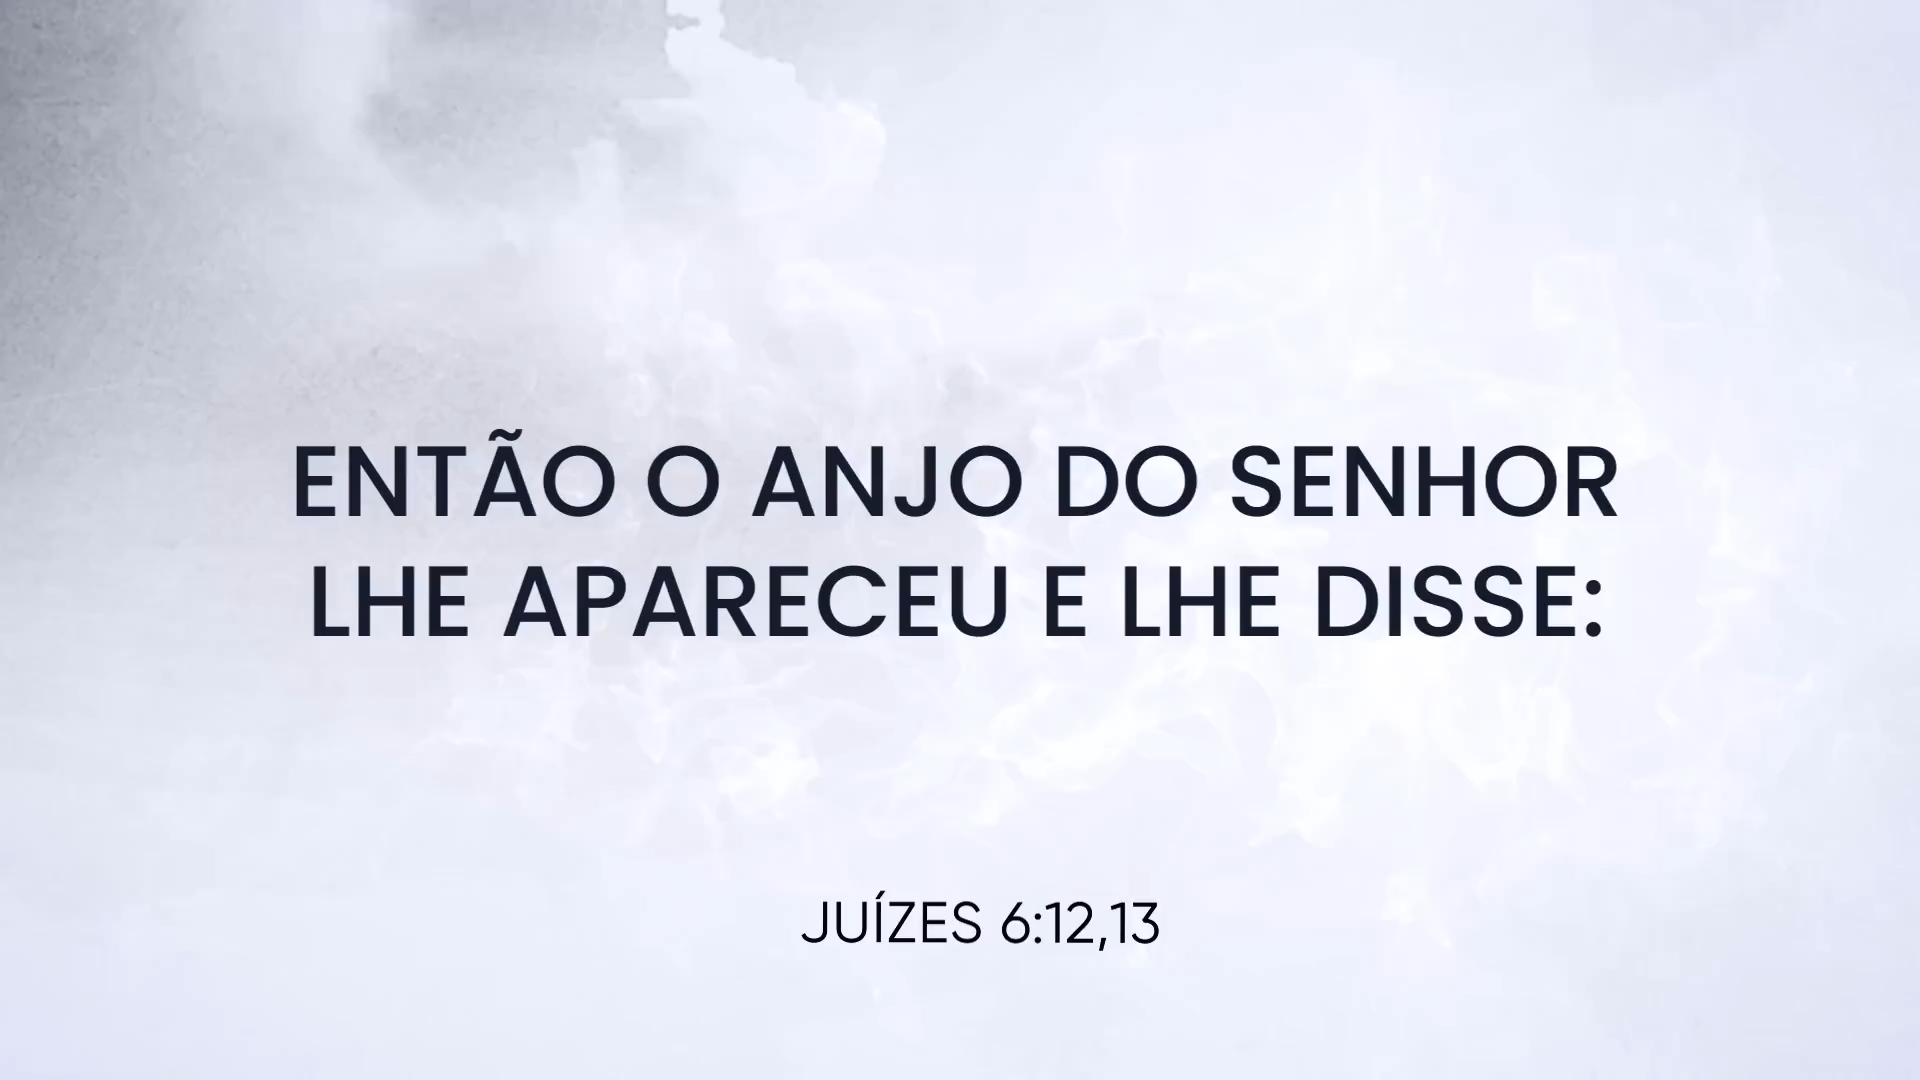 ENTÃO O ANJO DO SENHOR
LHE APARECEU E LHE DISSE:
JUÍZES 6:12,13